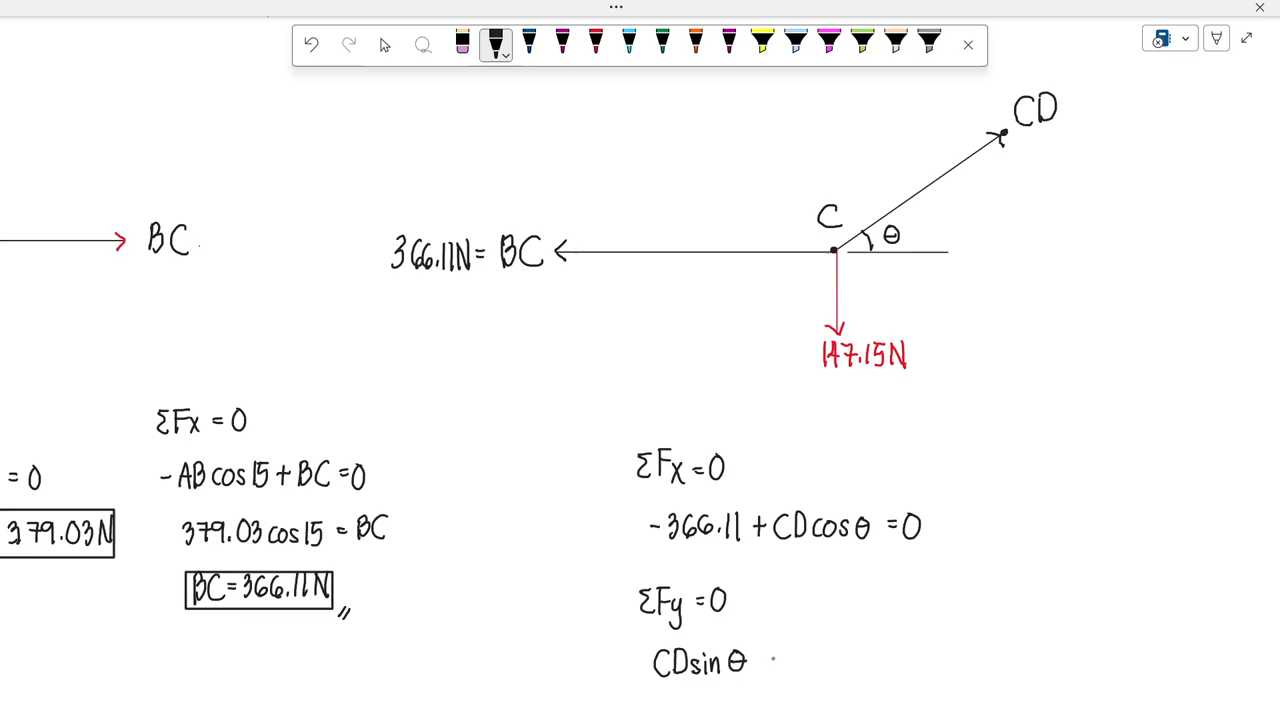 CD
C
θ
BC
366.11N = BC
147.15N
= 0
379.03N
ΣFx = 0
-AB cos 15 + BC = 0
379.03 cos 15 = BC
BC = 366.11 N
ΣFx = 0
-366.11 + CD cos θ = 0
ΣFy = 0
CD sin θ